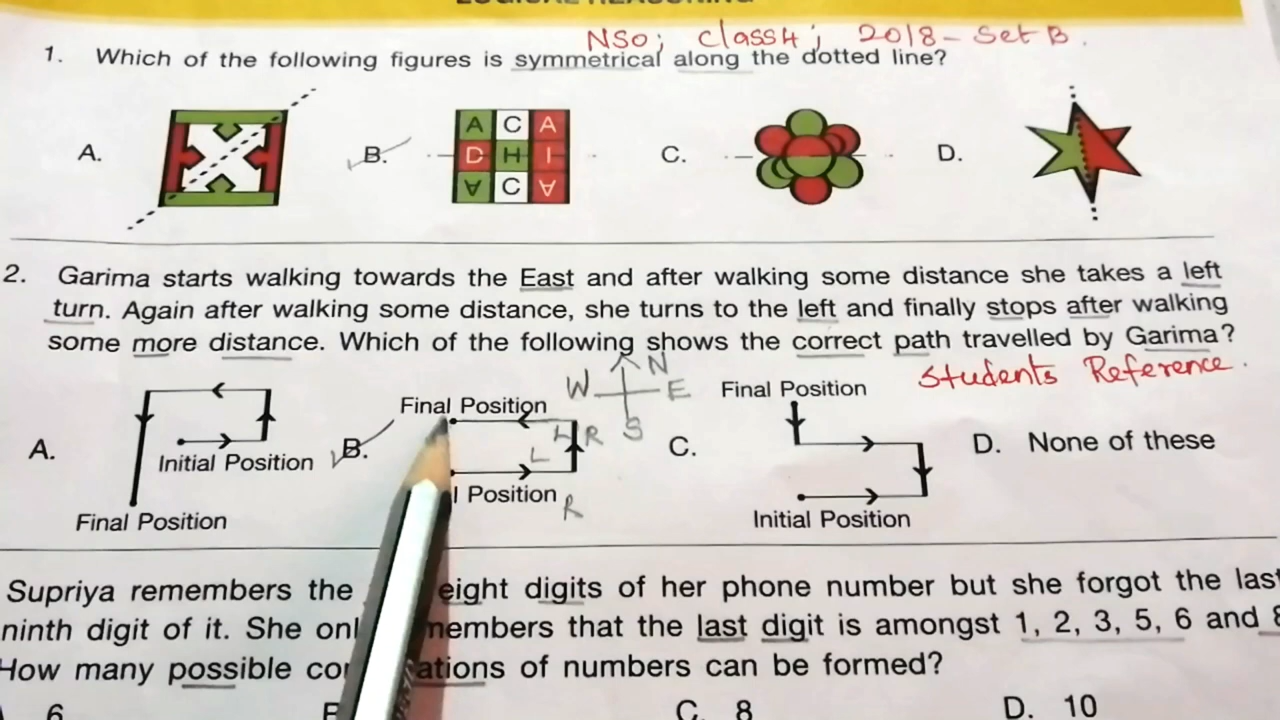 LOGICAL REASONING
NSO; Class 4; 2018 - Set B.
1. Which of the following figures is symmetrical along the dotted line?
A. B. C. D.
A C A
D H I
∀ C ∀
2. Garima starts walking towards the East and after walking some distance she takes a left
turn. Again after walking some distance, she turns to the left and finally stops after walking
some more distance. Which of the following shows the correct path travelled by Garima?
Students Reference.
N
W E
S
A. Initial Position
Final Position
B. Final Position
L R
L
l Position
R
C. Final Position
Initial Position
D. None of these
Supriya remembers the eight digits of her phone number but she forgot the last
ninth digit of it. She onl members that the last digit is amongst 1, 2, 3, 5, 6 and 8
How many possible co ations of numbers can be formed?
6 C. 8 D. 10